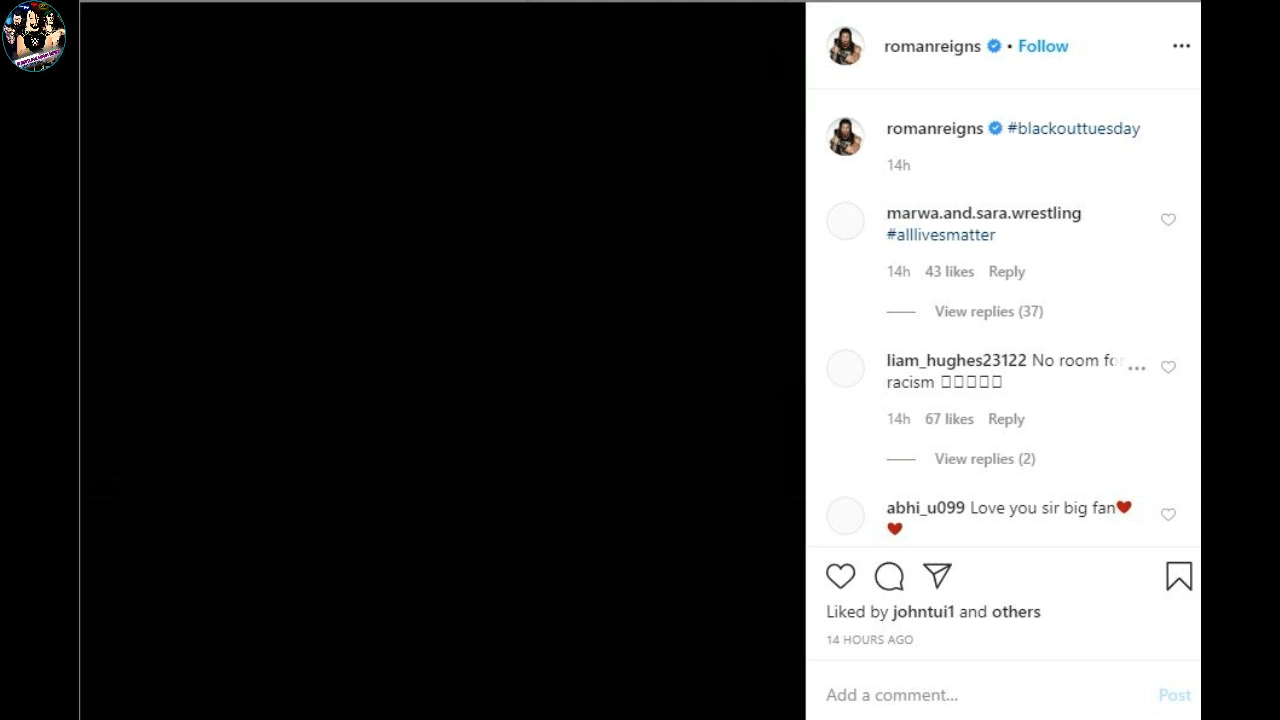 romanreigns • Follow
romanreigns #blackouttuesday
14h
marwa.and.sara.wrestling
#alllivesmatter
14h 43 likes Reply
View replies (37)
liam_hughes23122 No room for
racism
14h 67 likes Reply
View replies (2)
abhi_u099 Love you sir big fan❤
❤
Liked by johntui1 and others
14 HOURS AGO
Add a comment... Post